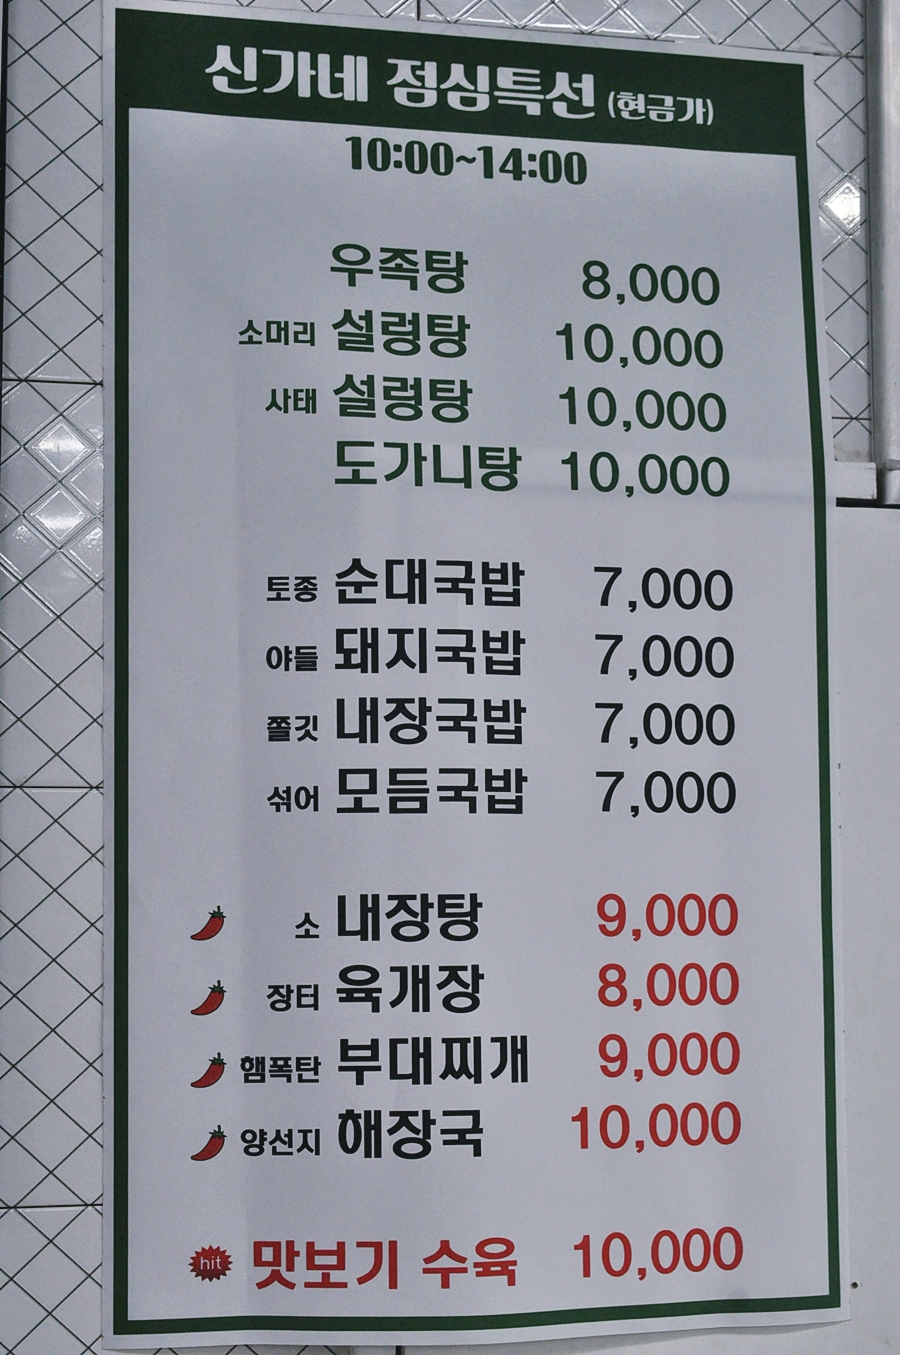 신가네 점심특선 (현금가)
10:00~14:00
우족탕 8,000
소머리 설렁탕 10,000
사태 설렁탕 10,000
도가니탕 10,000
토종 순대국밥 7,000
야들 돼지국밥 7,000
쫄깃 내장국밥 7,000
섞어 모듬국밥 7,000
소 내장탕 9,000
장터 육개장 8,000
햄폭탄 부대찌개 9,000
양선지 해장국 10,000
hit 맛보기 수육 10,000